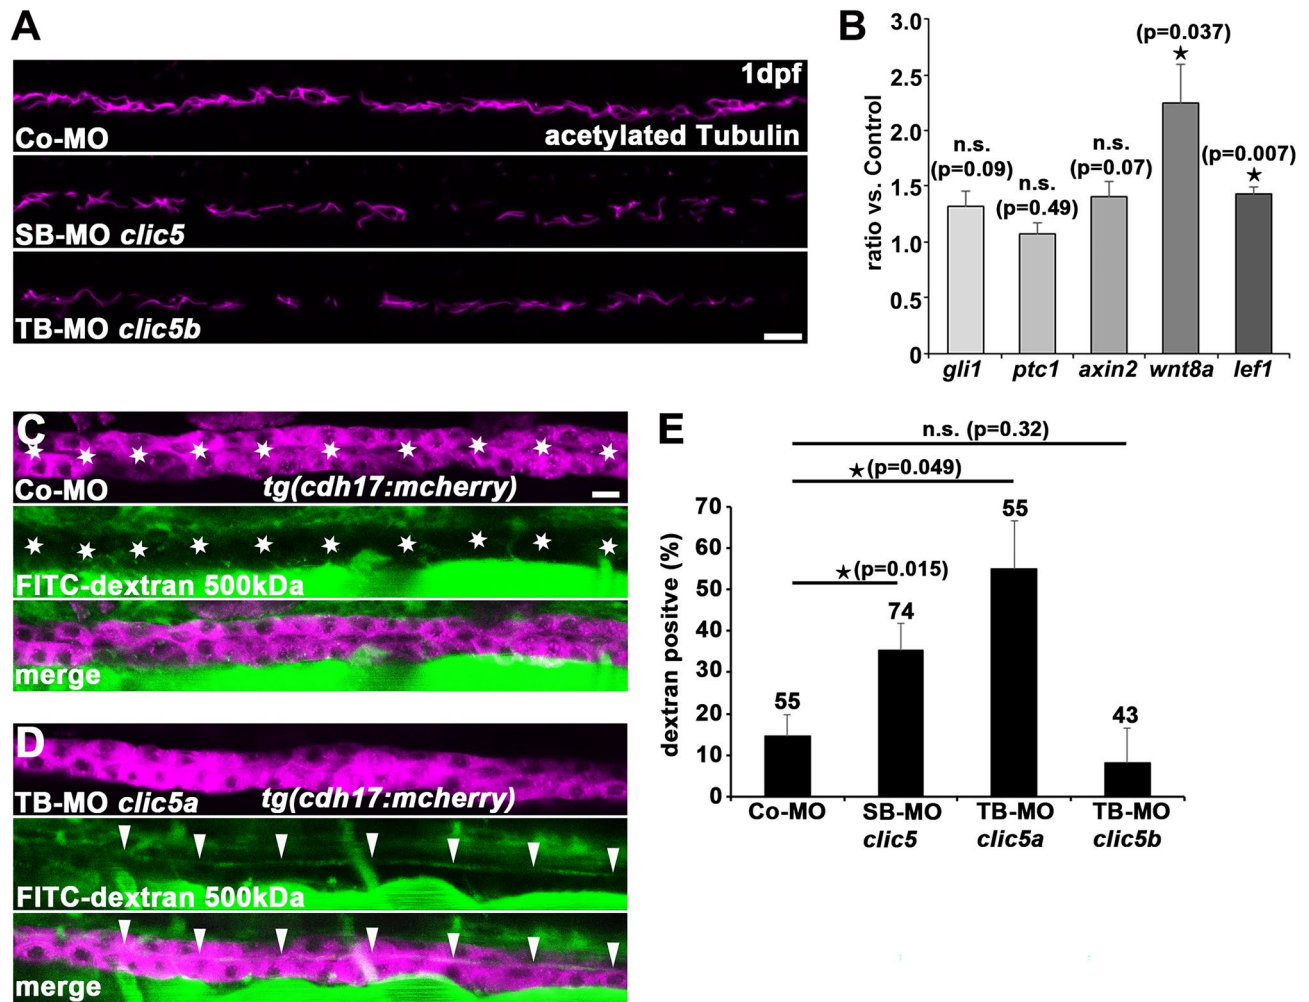 A
1dpf
Co-MO
acetylated Tubulin
SB-MO clic5
TB-MO clic5b
B
ratio vs. Control
3.0
2.5
2.0
1.5
1.0
0.5
0
n.s.
(p=0.09)
n.s.
(p=0.49)
n.s.
(p=0.07)
(p=0.037)
★
(p=0.007)
★
gli1 ptc1 axin2 wnt8a lef1
C
Co-MO
tg(cdh17:mcherry)
FITC-dextran 500kDa
merge
D
TB-MO clic5a
tg(cdh17:mcherry)
FITC-dextran 500kDa
merge
E
n.s. (p=0.32)
★(p=0.049)
★(p=0.015)
dextran positve (%)
70
60
50
40
30
20
10
0
55
74
55
43
Co-MO SB-MO TB-MO TB-MO
clic5 clic5a clic5b